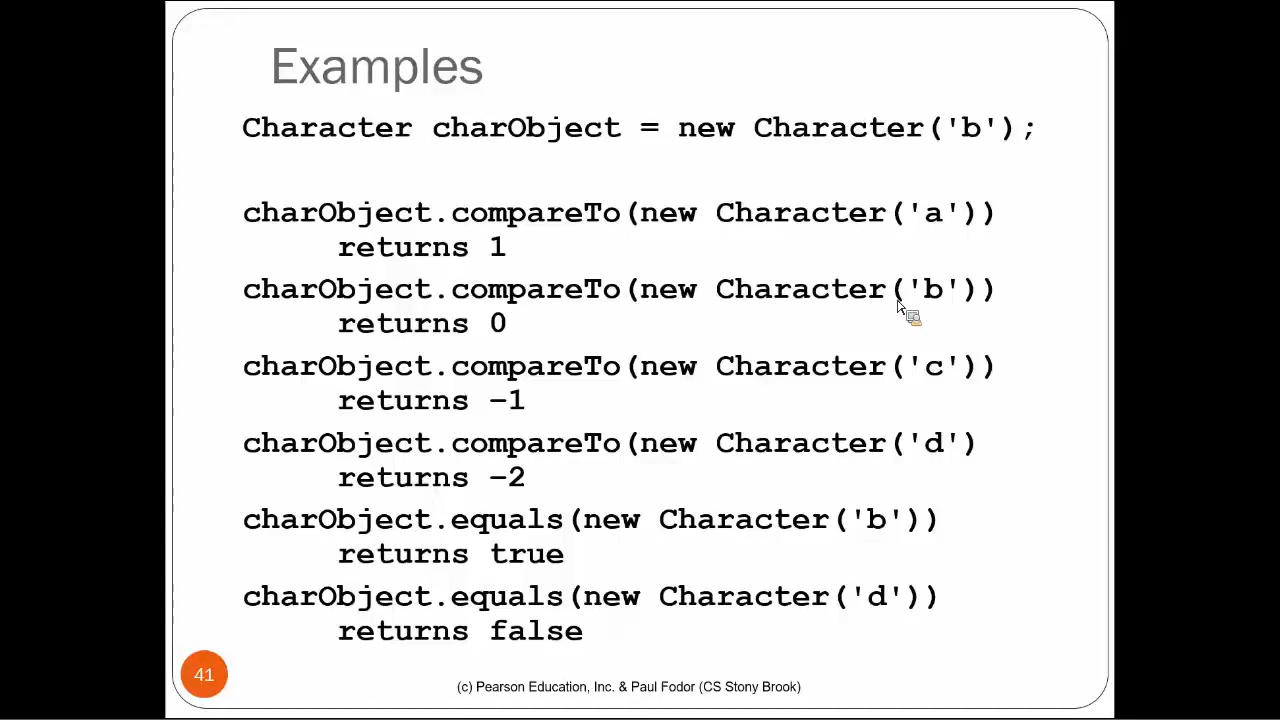 Examples
Character charObject = new Character('b');
charObject.compareTo(new Character('a'))
returns 1
charObject.compareTo(new Character('b'))
returns 0
charObject.compareTo(new Character('c'))
returns –1
charObject.compareTo(new Character('d')
returns –2
charObject.equals(new Character('b'))
returns true
charObject.equals(new Character('d'))
returns false
41
(c) Pearson Education, Inc. & Paul Fodor (CS Stony Brook)